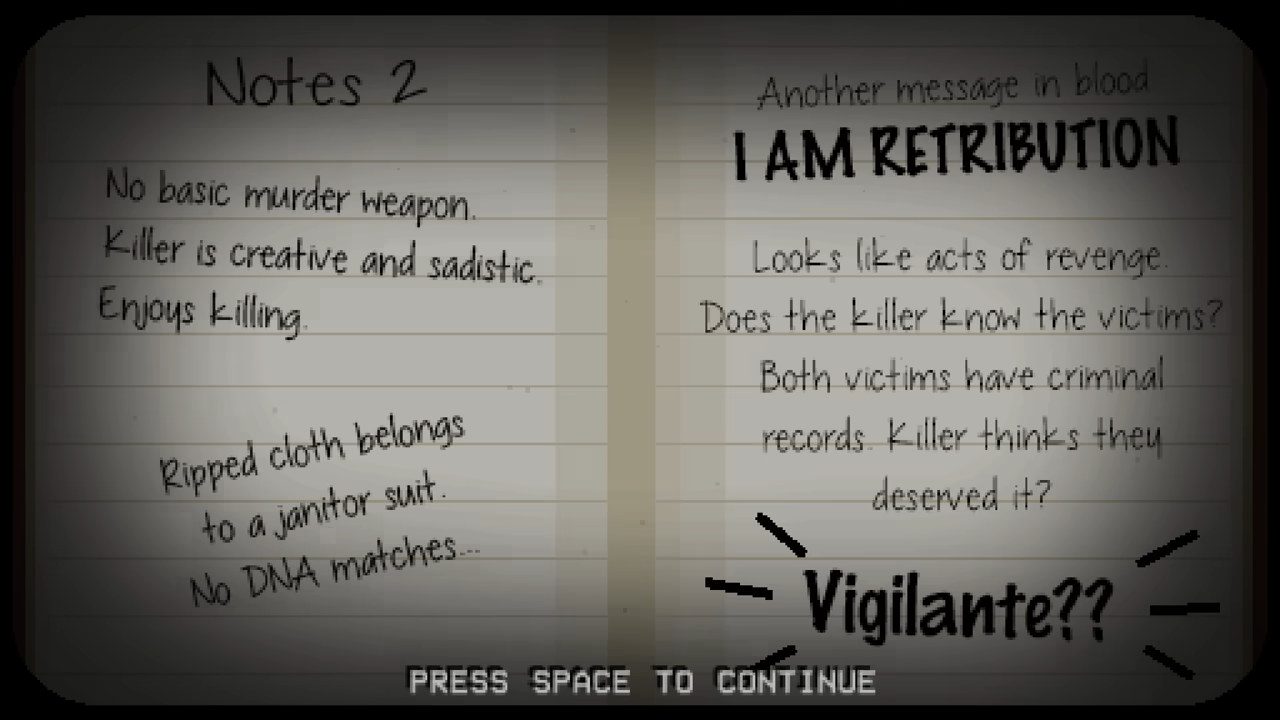 Notes 2
No basic murder weapon.
Killer is creative and sadistic.
Enjoys killing.
Ripped cloth belongs
to a janitor suit.
No DNA matches...
Another message in blood
I AM RETRIBUTION
Looks like acts of revenge.
Does the killer know the victims?
Both victims have criminal
records. Killer thinks they
deserved it?
Vigilante??
PRESS SPACE TO CONTINUE